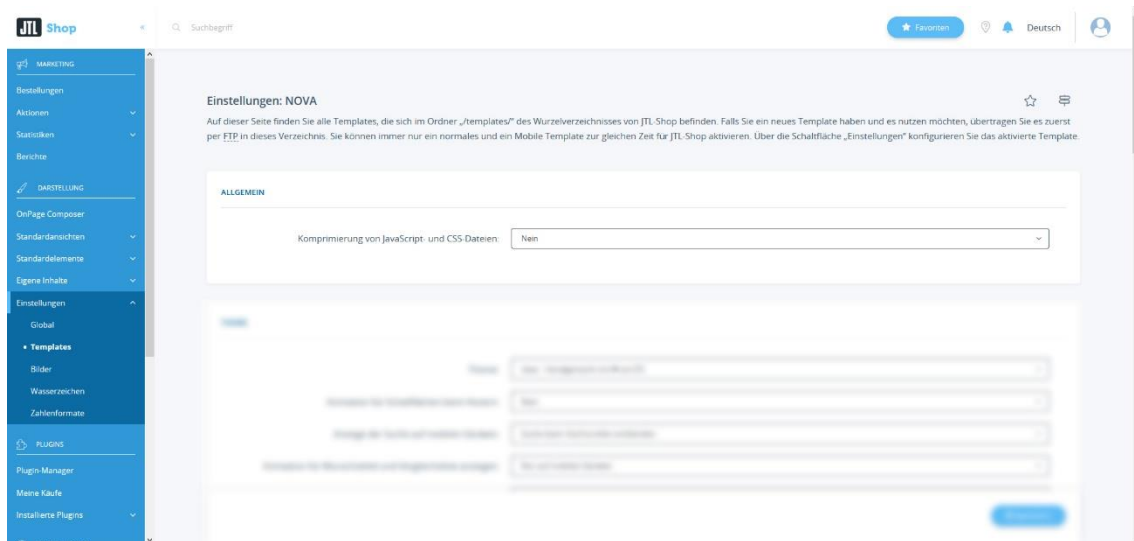 JTL Shop
«
Suchbegriff
Favoriten
Deutsch
MARKETING
Bestellungen
Aktionen
Statistiken
Berichte
DARSTELLUNG
OnPage Composer
Standardansichten
Standardelemente
Eigene Inhalte
Einstellungen
Global
• Templates
Bilder
Wasserzeichen
Zahlenformate
PLUGINS
Plugin-Manager
Meine Käufe
Installierte Plugins
Einstellungen: NOVA
Auf dieser Seite finden Sie alle Templates, die sich im Ordner „/templates/“ des Wurzelverzeichnisses von JTL-Shop befinden. Falls Sie ein neues Template haben und es nutzen möchten, übertragen Sie es zuerst
per FTP in dieses Verzeichnis. Sie können immer nur ein normales und ein Mobile Template zur gleichen Zeit für JTL-Shop aktivieren. Über die Schaltfläche „Einstellungen“ konfigurieren Sie das aktivierte Template.
ALLGEMEIN
Komprimierung von JavaScript- und CSS-Dateien: Nein